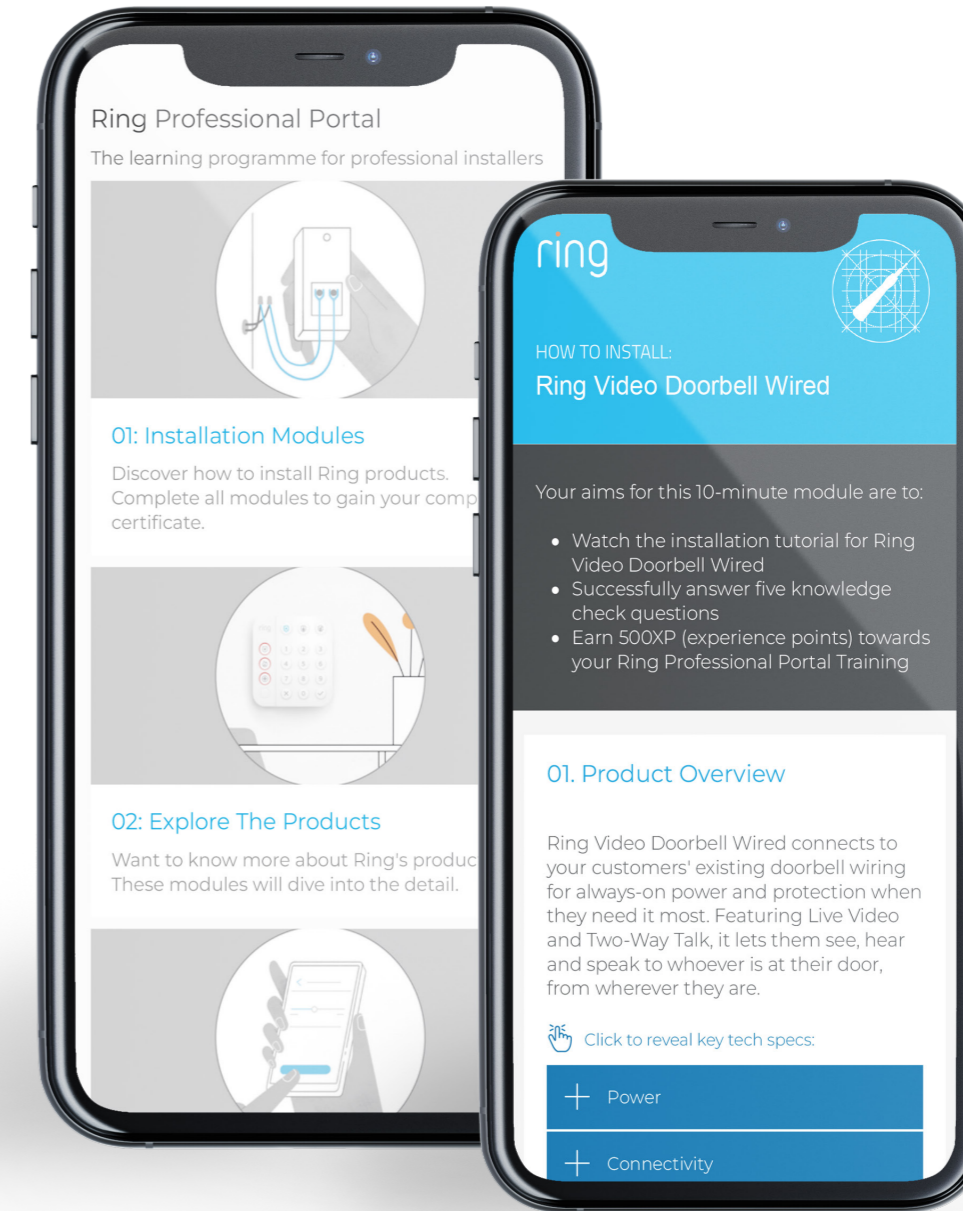 Ring Professional Portal
The learning programme for professional installers
01: Installation Modules
Discover how to install Ring products.
Complete all modules to gain your comp
certificate.
02: Explore The Products
Want to know more about Ring's produc
These modules will dive into the detail.
ring
HOW TO INSTALL:
Ring Video Doorbell Wired
Your aims for this 10-minute module are to:
• Watch the installation tutorial for Ring
Video Doorbell Wired
• Successfully answer five knowledge
check questions
• Earn 500XP (experience points) towards
your Ring Professional Portal Training
01. Product Overview
Ring Video Doorbell Wired connects to
your customers' existing doorbell wiring
for always-on power and protection when
they need it most. Featuring Live Video
and Two-Way Talk, it lets them see, hear
and speak to whoever is at their door,
from wherever they are.
Click to reveal key tech specs:
+ Power
+ Connectivity